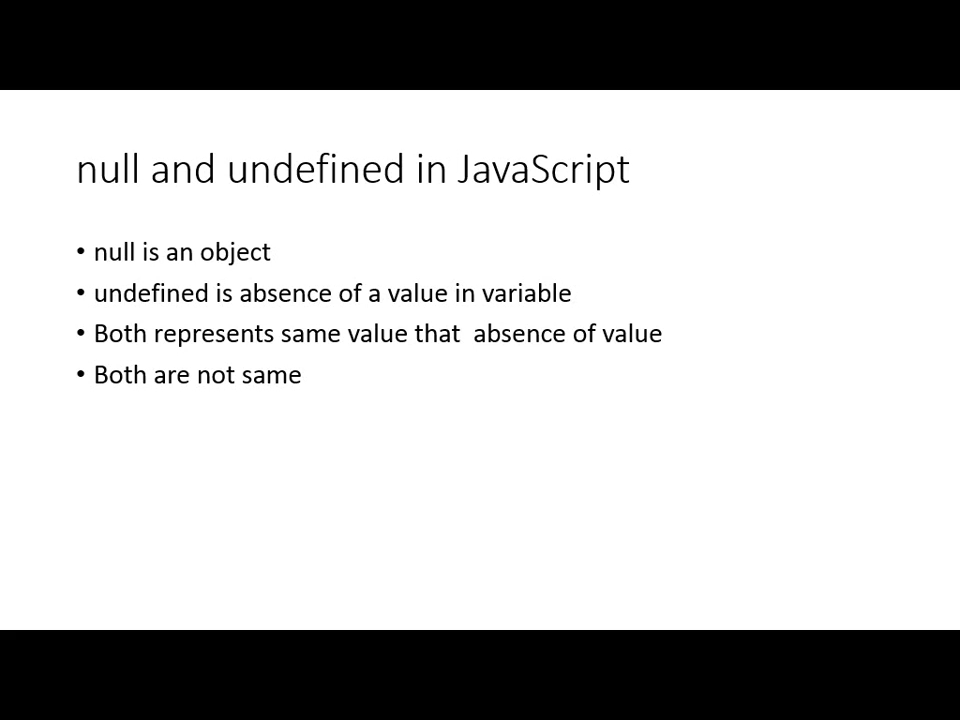 null and undefined in JavaScript
• null is an object
• undefined is absence of a value in variable
• Both represents same value that  absence of value
• Both are not same